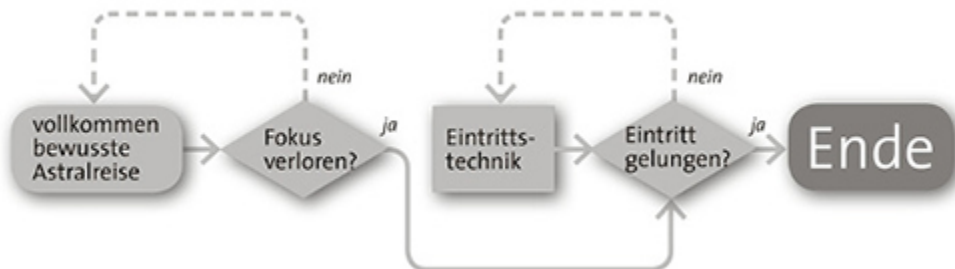 nein
nein
vollkommen
bewusste
Astralreise
Fokus
verloren?
ja
Eintritts-
technik
Eintritt
gelungen?
ja
Ende